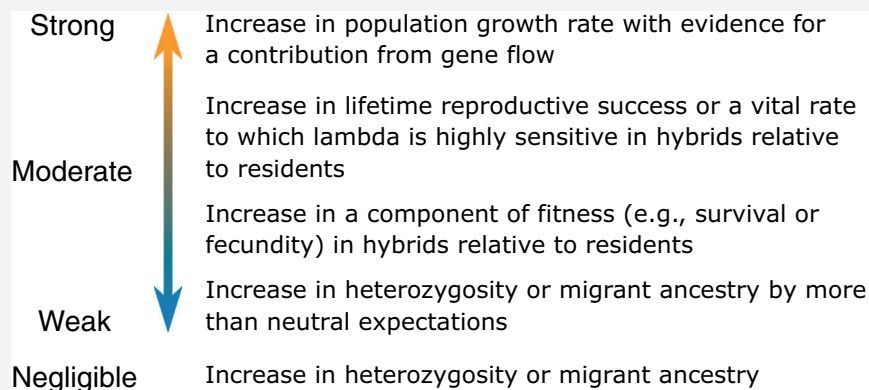 Strong
Increase in population growth rate with evidence for
a contribution from gene flow
Increase in lifetime reproductive success or a vital rate
to which lambda is highly sensitive in hybrids relative
to residents
Moderate
Increase in a component of fitness (e.g., survival or
fecundity) in hybrids relative to residents
Increase in heterozygosity or migrant ancestry by more
than neutral expectations
Weak
Negligible
Increase in heterozygosity or migrant ancestry